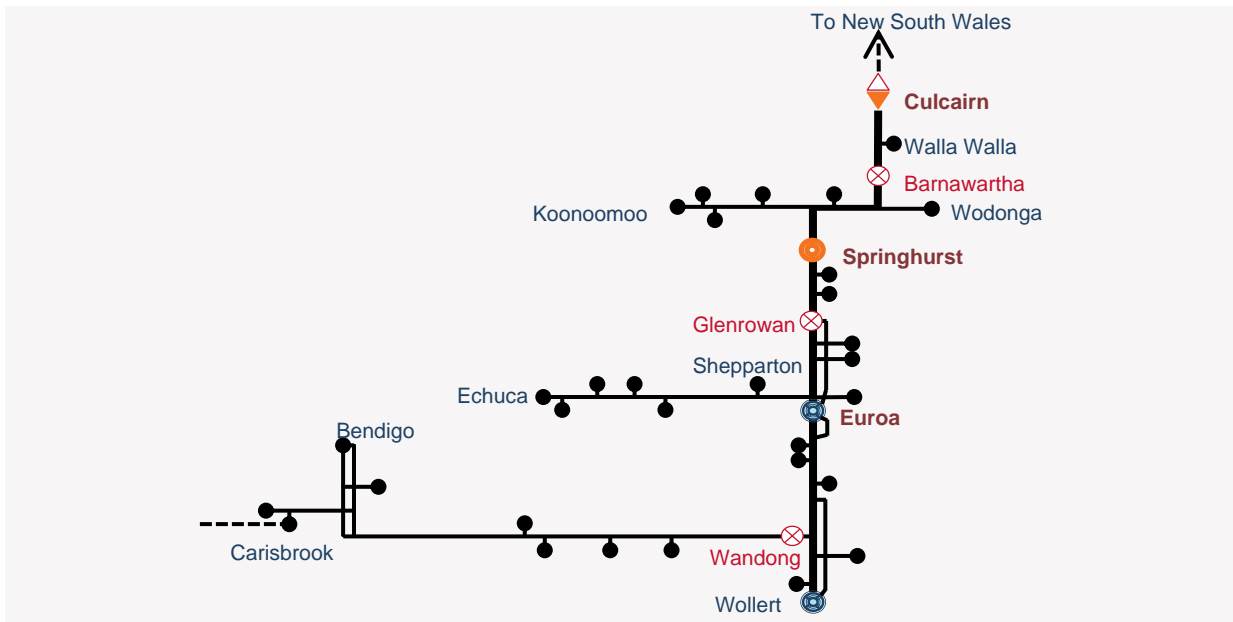 To New South Wales
Culcairn
Walla Walla
Barnawartha
Koonoomoo
Wodonga
Springhurst
Glenrowan
Shepparton
Echuca
Euroa
Bendigo
Carisbrook
Wandong
Wollert